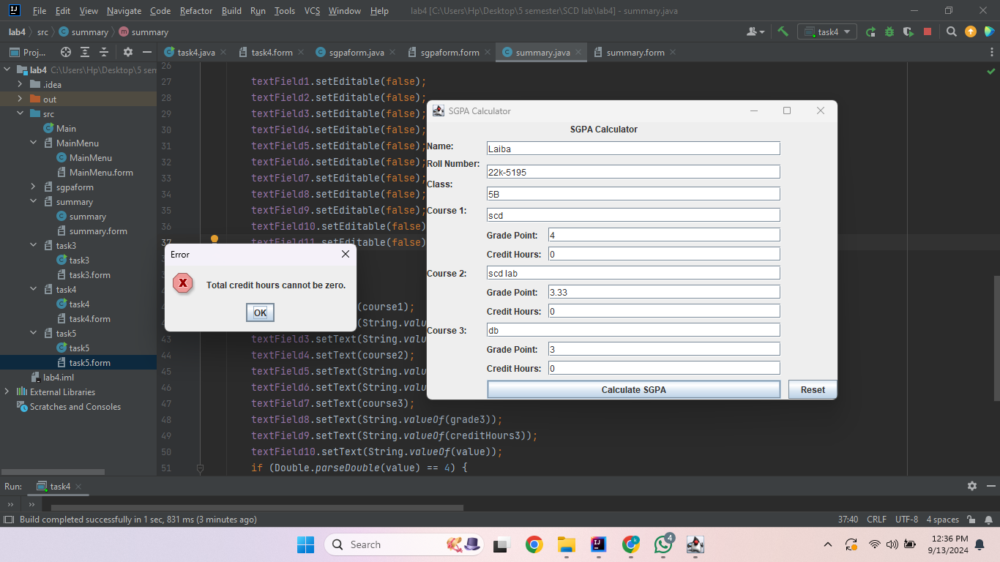 File Edit View Navigate Code Refactor Build Run Tools VCS Window Help lab4 [C:\Users\Hp\Desktop\5 semester\SCD lab\lab4] - summary.java
lab4 src summary summary task4
Proj... task4.java task4.form sgpaform.java sgpaform.form summary.java summary.form
lab4 C:\Users\Hp\Desktop\5 sem
.idea
out
src
Main
MainMenu
MainMenu
MainMenu.form
sgpaform
summary
summary
summary.form
task3
task3
task3.form
task4
task4
task4.form
task5
task5
task5.form
lab4.iml
External Libraries
Scratches and Consoles
26
27 textField1.setEditable(false);
28 textField2.setEditable(false);
29 textField3.setEditable(false);
30 textField4.setEditable(false);
31 textField5.setEditable(false);
32 textField6.setEditable(false);
33 textField7.setEditable(false);
34 textField8.setEditable(false);
35 textField9.setEditable(false);
36 textField10.setEditable(false)
37 textField11.setEditable(false)
(course1);
(String.valu
43 textField3.setText(String.valu
44 textField4.setText(course2);
45 textField5.setText(String.valu
46 textField6.setText(String.valu
47 textField7.setText(course3);
48 textField8.setText(String.valueOf(grade3));
49 textField9.setText(String.valueOf(creditHours3));
50 textField10.setText(String.valueOf(value));
51 if (Double.parseDouble(value) == 4) {
Error
Total credit hours cannot be zero.
OK
SGPA Calculator
SGPA Calculator
Name: Laiba
Roll Number: 22k-5195
Class: 5B
Course 1: scd
Grade Point: 4
Credit Hours: 0
Course 2: scd lab
Grade Point: 3.33
Credit Hours: 0
Course 3: db
Grade Point: 3
Credit Hours: 0
Calculate SGPA Reset
Run: task4
Build completed successfully in 1 sec, 831 ms (3 minutes ago) 37:40 CRLF UTF-8 4 spaces
Search 4 12:36 PM
9/13/2024